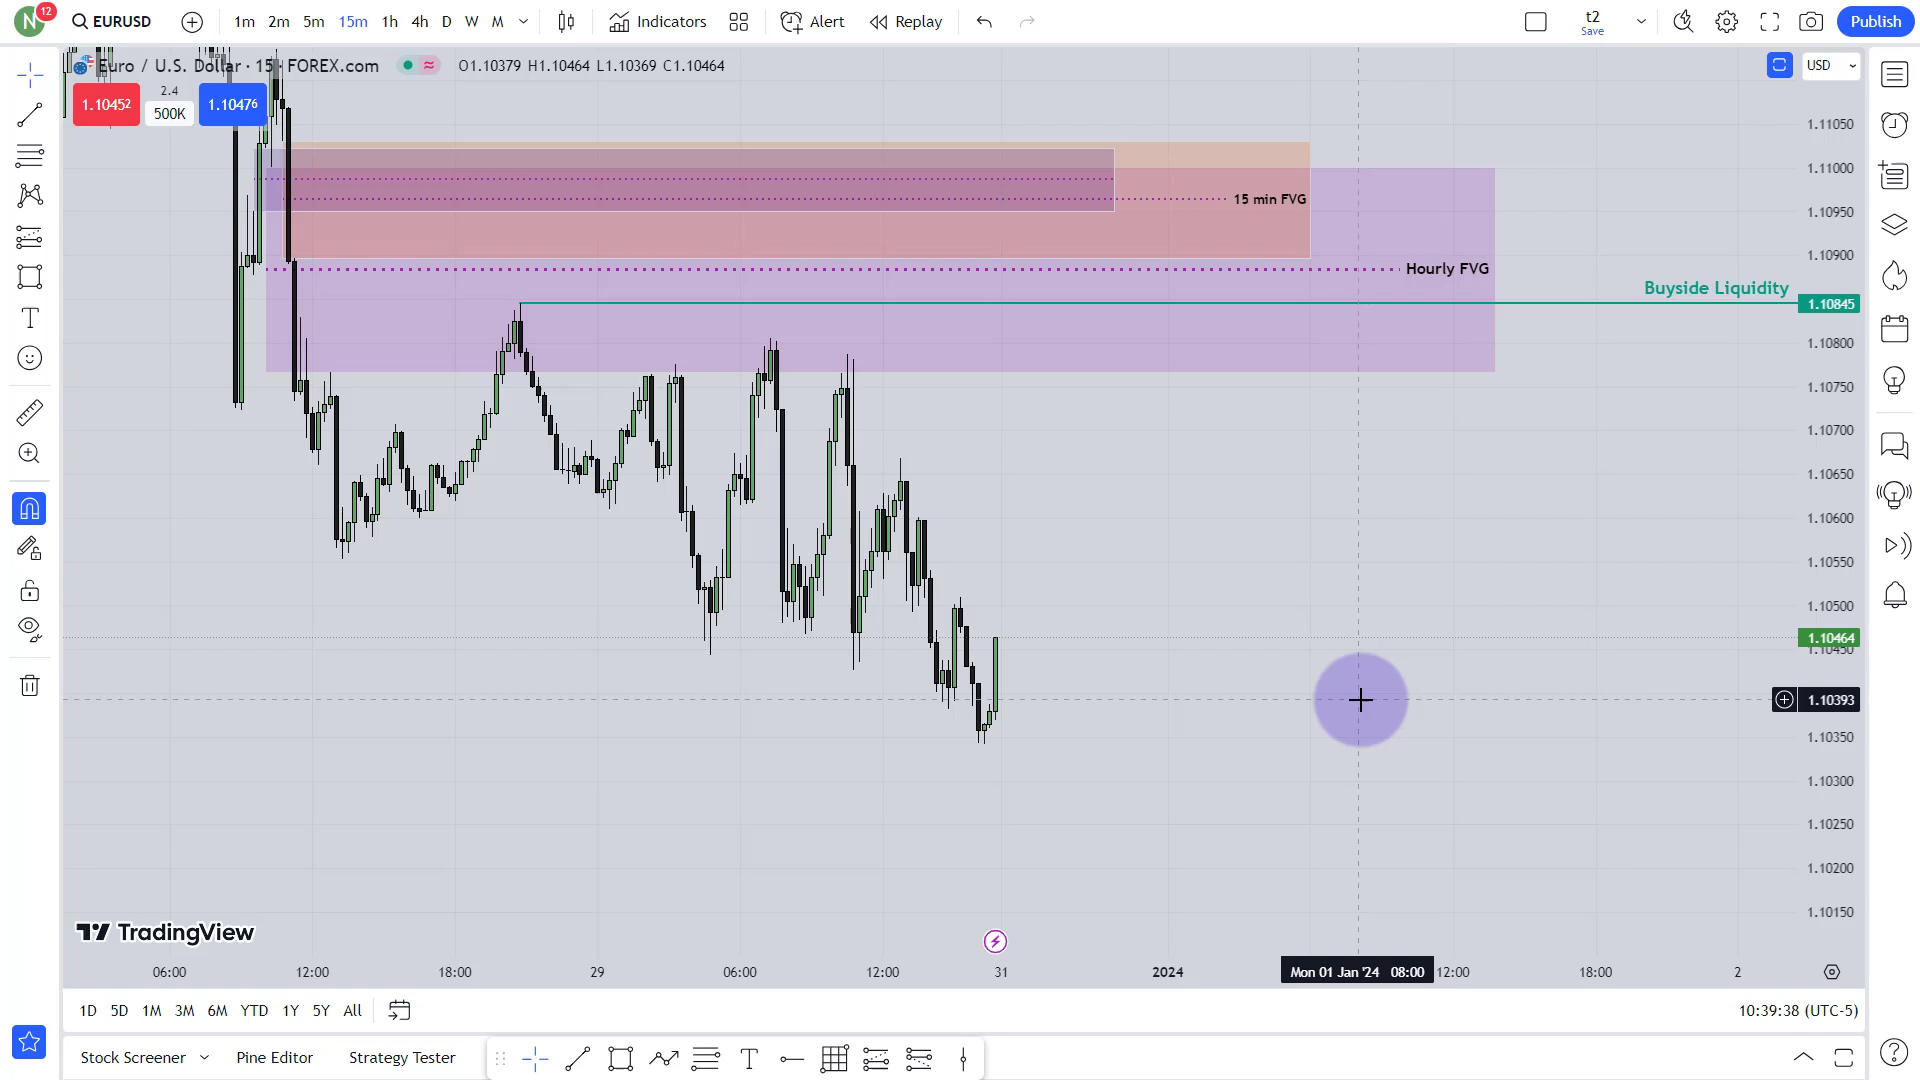 N 12 EURUSD 1m 2m 5m 15m 1h 4h D W M Indicators Alert Replay t2 Save Publish
Euro / U.S. Dollar · 15 · FOREX.com O1.10379 H1.10464 L1.10369 C1.10464 USD
1.10452 2.4 500K 1.10476
1.11050
1.11000
15 min FVG
1.10950
1.10900
Hourly FVG
Buyside Liquidity
1.10845
1.10800
1.10750
1.10700
1.10650
1.10600
1.10550
1.10500
1.10464
1.10450
1.10393
1.10350
1.10300
1.10250
1.10200
1.10150
TradingView
06:00 12:00 18:00 29 06:00 12:00 31 2024 Mon 01 Jan '24 08:00 12:00 18:00 2
1D 5D 1M 3M 6M YTD 1Y 5Y All 10:39:38 (UTC-5)
Stock Screener Pine Editor Strategy Tester